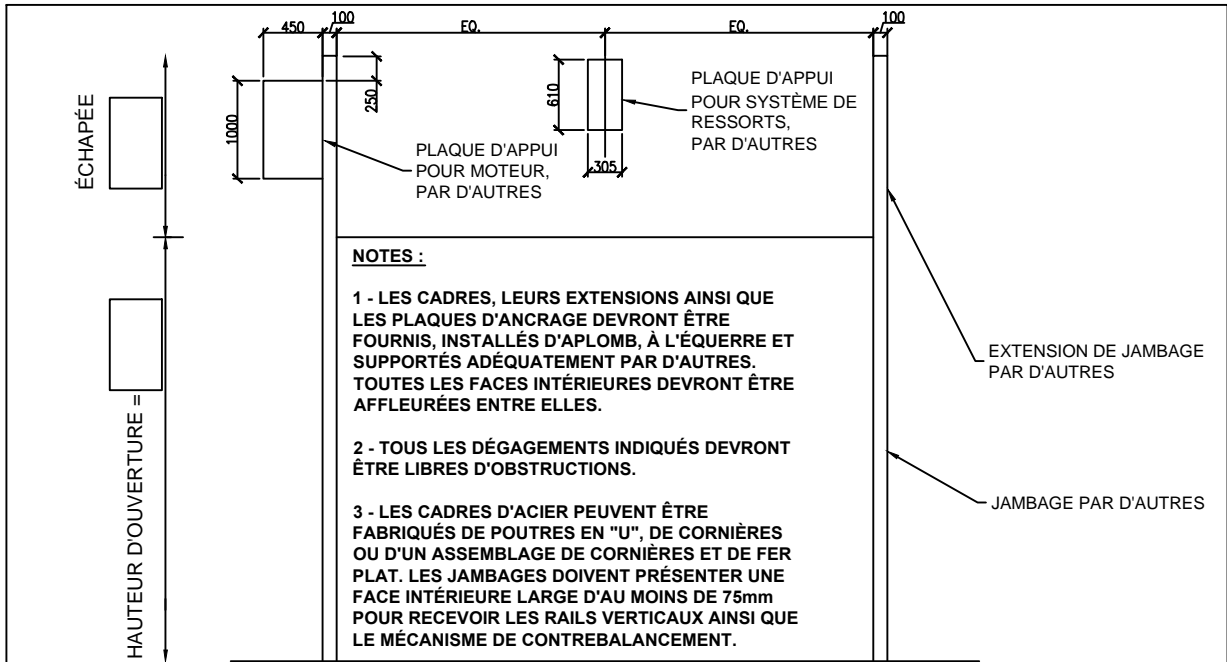 100
450
EQ.
EQ.
100
ÉCHAPÉE
1000
250
610
305
PLAQUE D'APPUI
POUR SYSTÈME DE
RESSORTS,
PAR D'AUTRES
PLAQUE D'APPUI
POUR MOTEUR,
PAR D'AUTRES
HAUTEUR D'OUVERTURE =
NOTES :
1 - LES CADRES, LEURS EXTENSIONS AINSI QUE
LES PLAQUES D'ANCRAGE DEVRONT ÊTRE
FOURNIS, INSTALLÉS D'APLOMB, À L'ÉQUERRE ET
SUPPORTÉS ADÉQUATEMENT PAR D'AUTRES.
TOUTES LES FACES INTÉRIEURES DEVRONT ÊTRE
AFFLEURÉES ENTRE ELLES.
2 - TOUS LES DÉGAGEMENTS INDIQUÉS DEVRONT
ÊTRE LIBRES D'OBSTRUCTIONS.
3 - LES CADRES D'ACIER PEUVENT ÊTRE
FABRIQUÉS DE POUTRES EN "U", DE CORNIÈRES
OU D'UN ASSEMBLAGE DE CORNIÈRES ET DE FER
PLAT. LES JAMBAGES DOIVENT PRÉSENTER UNE
FACE INTÉRIEURE LARGE D'AU MOINS DE 75mm
POUR RECEVOIR LES RAILS VERTICAUX AINSI QUE
LE MÉCANISME DE CONTREBALANCEMENT.
EXTENSION DE JAMBAGE
PAR D'AUTRES
JAMBAGE PAR D'AUTRES